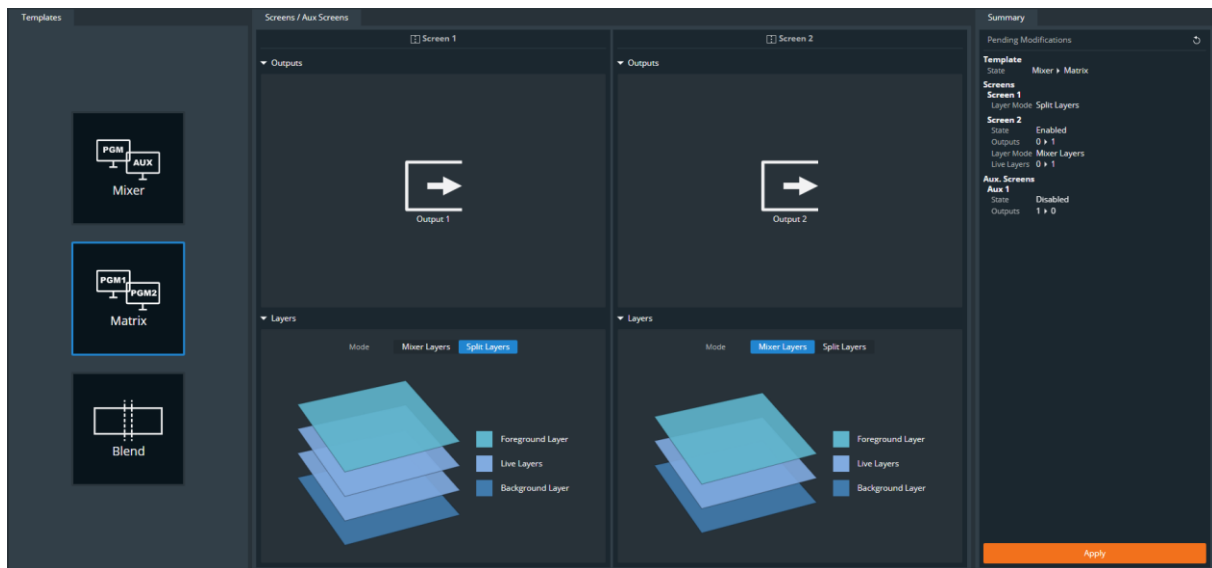 Templates
PGM
AUX
Mixer
PGM1
PGM2
Matrix
Blend
Screens / Aux Screens
Screen 1
Outputs
Output 1
Layers
Mode Mixer Layers Split Layers
Foreground Layer
Live Layers
Background Layer
Screen 2
Outputs
Output 2
Layers
Mode Mixer Layers Split Layers
Foreground Layer
Live Layers
Background Layer
Summary
Pending Modifications
Template
State Mixer ▸ Matrix
Screens
Screen 1
Layer Mode Split Layers
Screen 2
State Enabled
Outputs 0 ▸ 1
Layer Mode Mixer Layers
Live Layers 0 ▸ 1
Aux. Screens
Aux 1
State Disabled
Outputs 1 ▸ 0
Apply